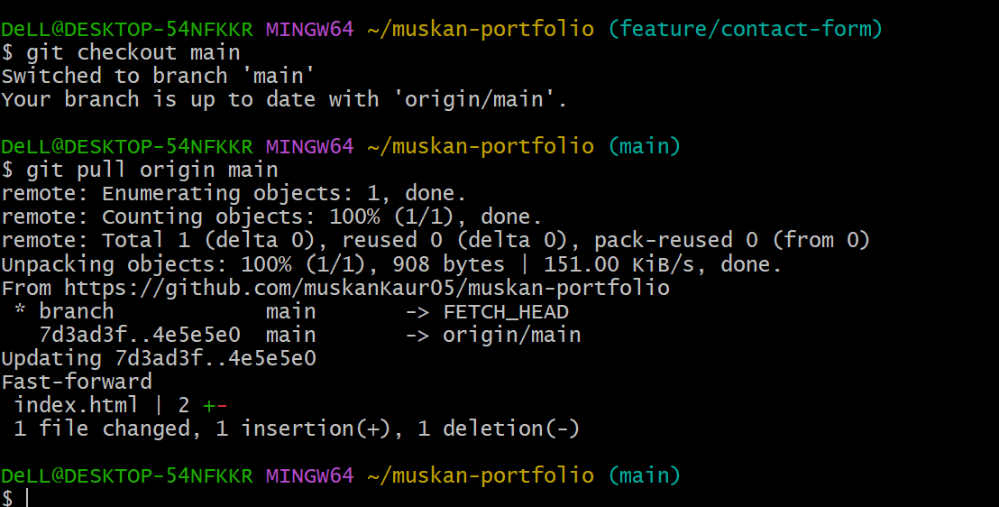 DeLL@DESKTOP-54NFKKR MINGW64 ~/muskan-portfolio (feature/contact-form)
$ git checkout main
Switched to branch 'main'
Your branch is up to date with 'origin/main'.
DeLL@DESKTOP-54NFKKR MINGW64 ~/muskan-portfolio (main)
$ git pull origin main
remote: Enumerating objects: 1, done.
remote: Counting objects: 100% (1/1), done.
remote: Total 1 (delta 0), reused 0 (delta 0), pack-reused 0 (from 0)
Unpacking objects: 100% (1/1), 908 bytes | 151.00 KiB/s, done.
From https://github.com/muskanKaur05/muskan-portfolio
 * branch            main       -> FETCH_HEAD
   7d3ad3f..4e5e5e0  main       -> origin/main
Updating 7d3ad3f..4e5e5e0
Fast-forward
 index.html | 2 +-
 1 file changed, 1 insertion(+), 1 deletion(-)
DeLL@DESKTOP-54NFKKR MINGW64 ~/muskan-portfolio (main)
$